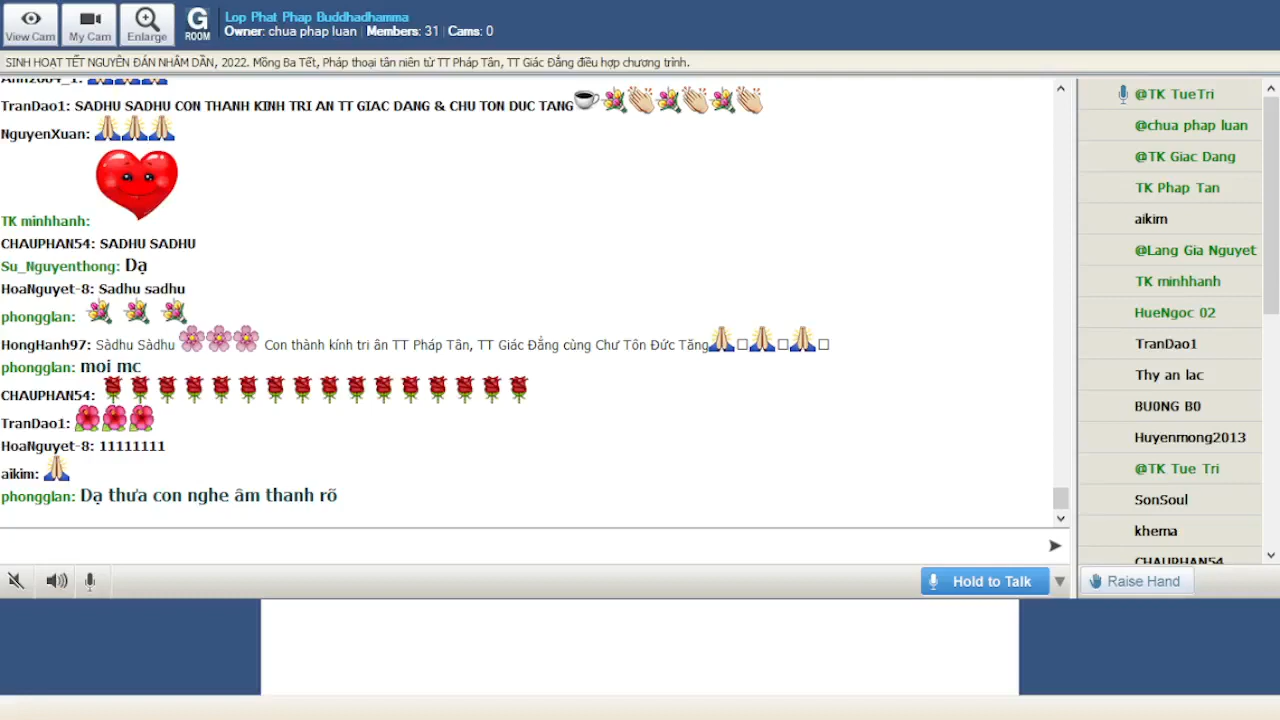 View Cam
My Cam
Enlarge
G
ROOM
Lop Phat Phap Buddhadhamma
Owner: chua phap luan | Members: 31 | Cams: 0
SINH HOẠT TẾT NGUYÊN ĐÁN NHÂM DẦN, 2022. Mồng Ba Tết, Pháp thoại tân niên từ TT Pháp Tân, TT Giác Đẳng điều hợp chương trình.
TranDao1: SADHU SADHU CON THANH KINH TRI AN TT GIAC DANG & CHU TON DUC TANG
NguyenXuan:
TK minhhanh:
CHAUPHAN54: SADHU SADHU
Su_Nguyenthong: Dạ
HoaNguyet-8: Sadhu sadhu
phongglan:
HongHanh97: Sàdhu Sàdhu Con thành kính tri ân TT Pháp Tân, TT Giác Đẳng cùng Chư Tôn Đức Tăng
phongglan: moi mc
CHAUPHAN54:
TranDao1:
HoaNguyet-8: 11111111
aikim:
phongglan: Dạ thưa con nghe âm thanh rõ
Hold to Talk
@TK TueTri
@chua phap luan
@TK Giac Dang
TK Phap Tan
aikim
@Lang Gia Nguyet
TK minhhanh
HueNgoc 02
TranDao1
Thy an lac
BU0NG B0
Huyenmong2013
@TK Tue Tri
SonSoul
khema
CHAUPHAN54
Raise Hand